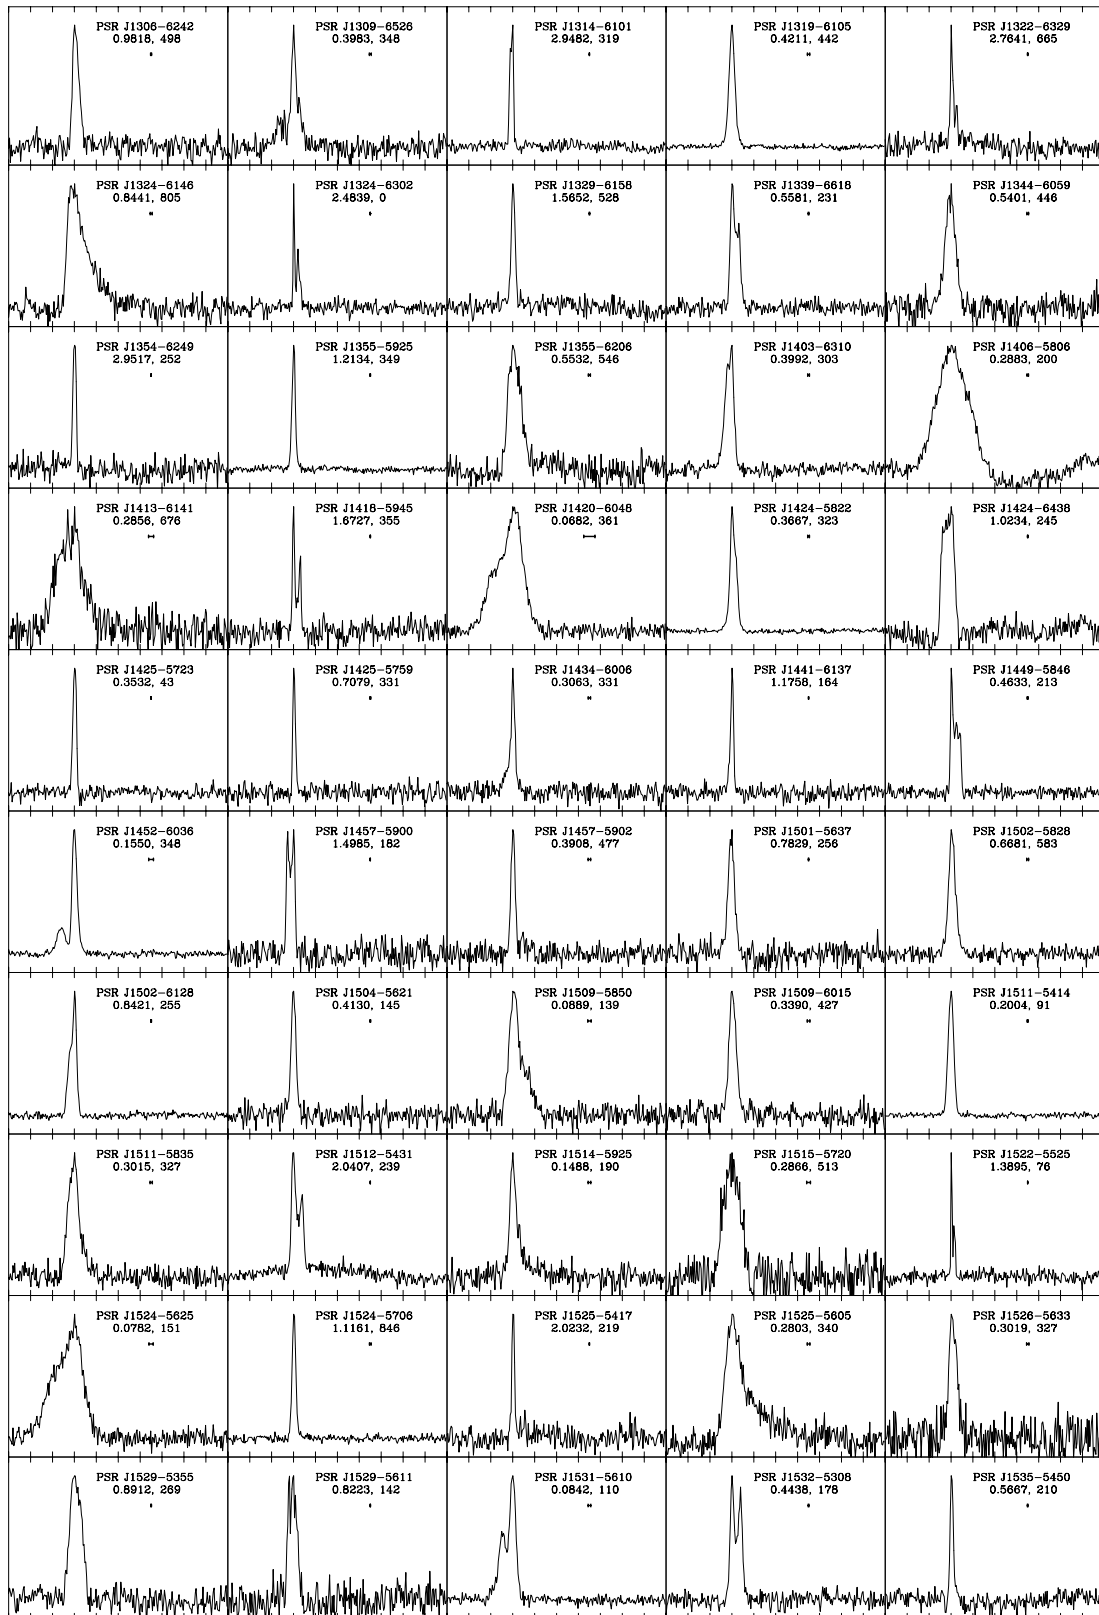 PSR J1306−6242
0.9818, 498
PSR J1309−6526
0.3983, 348
PSR J1314−6101
2.9482, 319
PSR J1319−6105
0.4211, 442
PSR J1322−6329
2.7641, 665
PSR J1324−6146
0.8441, 805
PSR J1324−6302
2.4839, 0
PSR J1329−6158
1.5652, 528
PSR J1339−6618
0.5581, 231
PSR J1344−6059
0.5401, 446
PSR J1354−6249
2.9517, 252
PSR J1355−5925
1.2134, 349
PSR J1355−6206
0.5532, 546
PSR J1403−6310
0.3992, 303
PSR J1406−5806
0.2883, 200
PSR J1413−6141
0.2856, 676
PSR J1418−5945
1.6727, 355
PSR J1420−6048
0.0682, 361
PSR J1424−5822
0.3667, 323
PSR J1424−6438
1.0234, 245
PSR J1425−5723
0.3532, 43
PSR J1425−5759
0.7079, 331
PSR J1434−6006
0.3063, 331
PSR J1441−6137
1.1758, 164
PSR J1449−5846
0.4633, 213
PSR J1452−6036
0.1550, 348
PSR J1457−5900
1.4985, 182
PSR J1457−5902
0.3908, 477
PSR J1501−5637
0.7829, 256
PSR J1502−5828
0.6681, 583
PSR J1502−6128
0.8421, 255
PSR J1504−5621
0.4130, 145
PSR J1509−5850
0.0889, 139
PSR J1509−6015
0.3390, 427
PSR J1511−5414
0.2004, 91
PSR J1511−5835
0.3015, 327
PSR J1512−5431
2.0407, 239
PSR J1514−5925
0.1488, 190
PSR J1515−5720
0.2866, 513
PSR J1522−5525
1.3895, 76
PSR J1524−5625
0.0782, 151
PSR J1524−5706
1.1161, 846
PSR J1525−5417
2.0232, 219
PSR J1525−5605
0.2803, 340
PSR J1526−5633
0.3019, 327
PSR J1529−5355
0.8912, 269
PSR J1529−5611
0.8223, 142
PSR J1531−5610
0.0842, 110
PSR J1532−5308
0.4438, 178
PSR J1535−5450
0.5667, 210